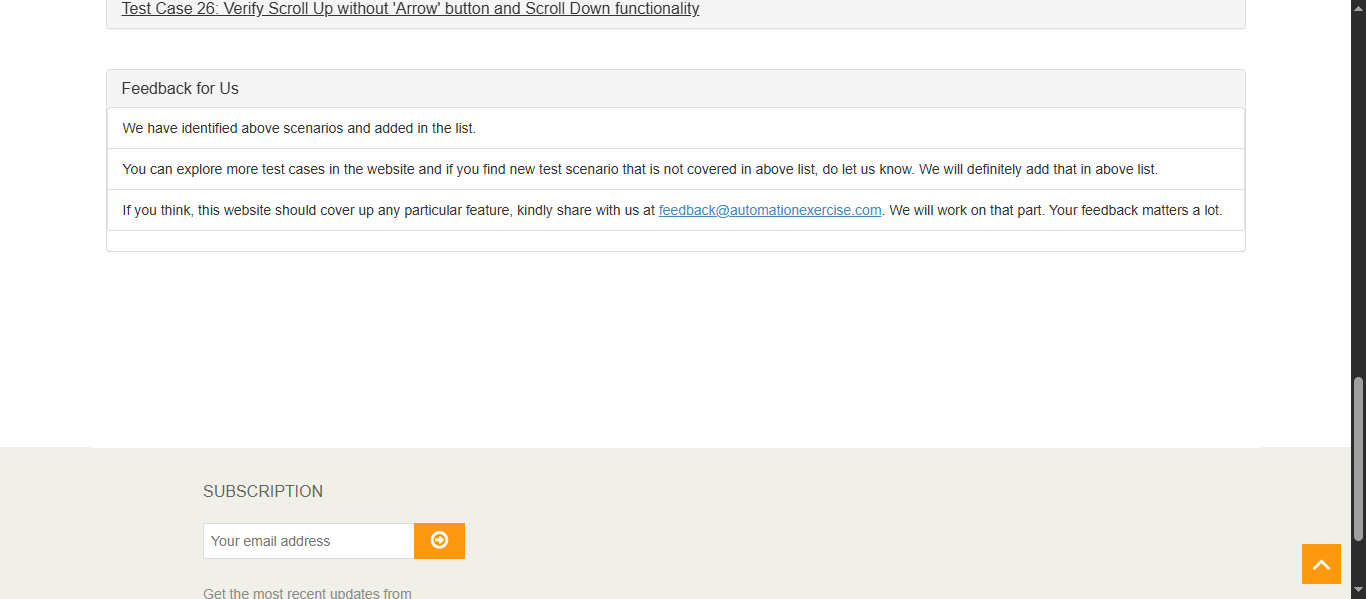 Test Case 26: Verify Scroll Up without 'Arrow' button and Scroll Down functionality
Feedback for Us
We have identified above scenarios and added in the list.
You can explore more test cases in the website and if you find new test scenario that is not covered in above list, do let us know. We will definitely add that in above list.
If you think, this website should cover up any particular feature, kindly share with us at feedback@automationexercise.com. We will work on that part. Your feedback matters a lot.
SUBSCRIPTION
Your email address
Get the most recent updates from